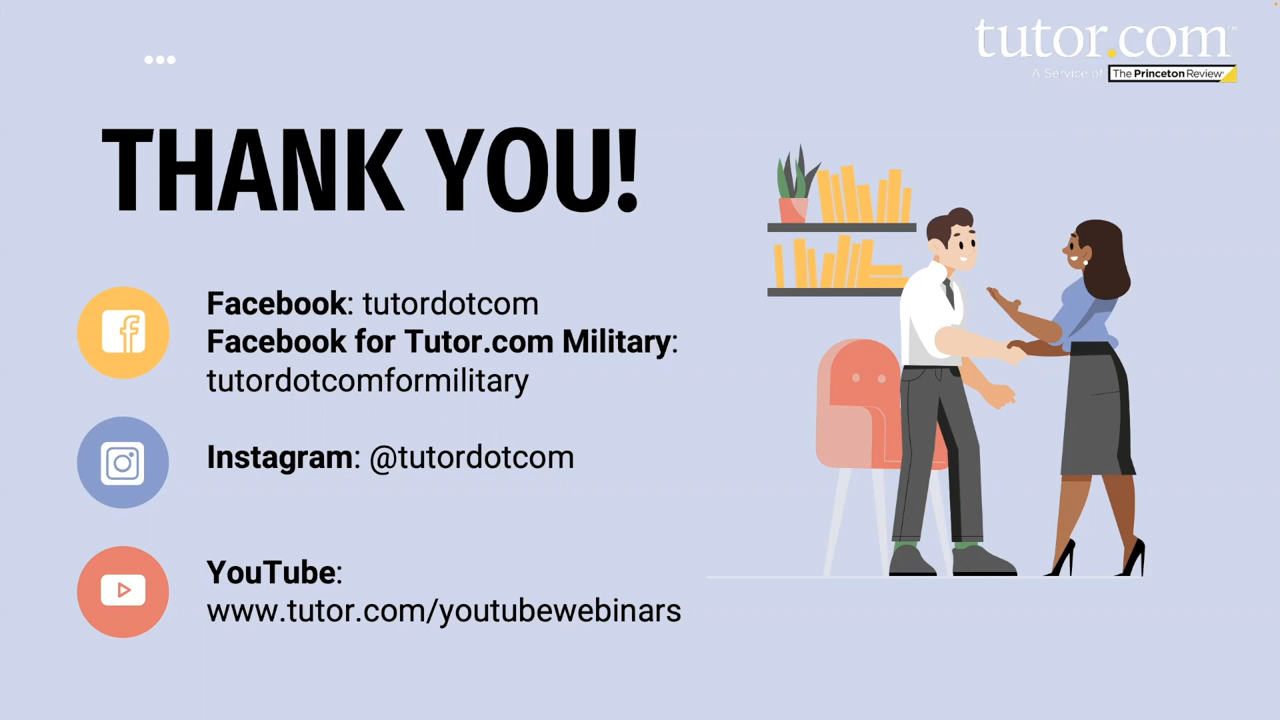 tutor.com
A Service of The Princeton Review
THANK YOU!
Facebook: tutordotcom
Facebook for Tutor.com Military:
tutordotcomformilitary
Instagram: @tutordotcom
YouTube:
www.tutor.com/youtubewebinars